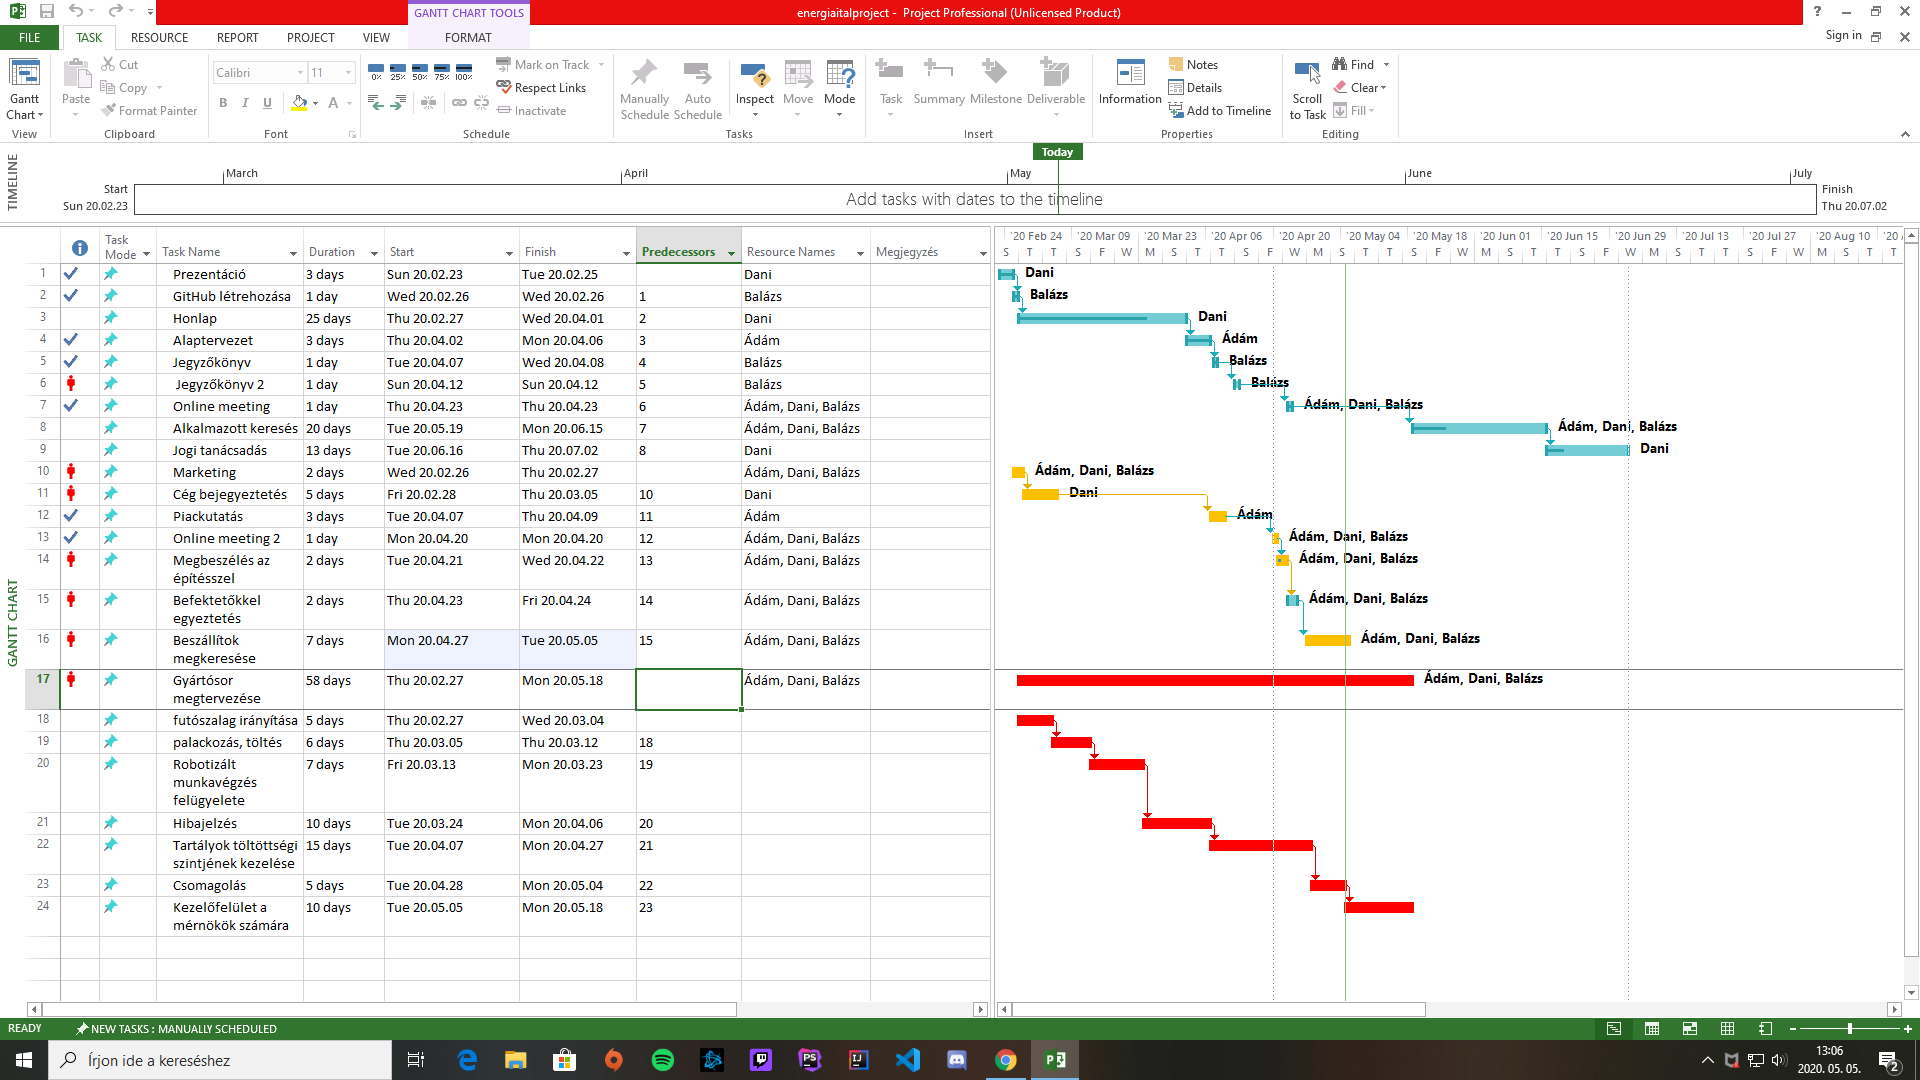 GANTT CHART TOOLS
energiaitalproject - Project Professional (Unlicensed Product)
FILE TASK RESOURCE REPORT PROJECT VIEW FORMAT Sign in
Gantt Chart
View
Paste
Cut
Copy
Format Painter
Clipboard
Calibri 11
B I U A
Font
0% 25% 50% 75% 100%
Mark on Track
Respect Links
Inactivate
Schedule
Manually Schedule
Auto Schedule
Inspect
Move
Mode
Tasks
Task
Summary
Milestone
Deliverable
Insert
Information
Notes
Details
Add to Timeline
Properties
Scroll to Task
Find
Clear
Fill
Editing
TIMELINE
Today
March April May June July
Start
Sun 20.02.23
Add tasks with dates to the timeline
Finish
Thu 20.07.02
GANTT CHART
Task Mode Task Name Duration Start Finish Predecessors Resource Names Megjegyzés
1 Prezentáció 3 days Sun 20.02.23 Tue 20.02.25 Dani
2 GitHub létrehozása 1 day Wed 20.02.26 Wed 20.02.26 1 Balázs
3 Honlap 25 days Thu 20.02.27 Wed 20.04.01 2 Dani
4 Alaptervezet 3 days Thu 20.04.02 Mon 20.04.06 3 Ádám
5 Jegyzőkönyv 1 day Tue 20.04.07 Wed 20.04.08 4 Balázs
6 Jegyzőkönyv 2 1 day Sun 20.04.12 Sun 20.04.12 5 Balázs
7 Online meeting 1 day Thu 20.04.23 Thu 20.04.23 6 Ádám, Dani, Balázs
8 Alkalmazott keresés 20 days Tue 20.05.19 Mon 20.06.15 7 Ádám, Dani, Balázs
9 Jogi tanácsadás 13 days Tue 20.06.16 Thu 20.07.02 8 Dani
10 Marketing 2 days Wed 20.02.26 Thu 20.02.27 Ádám, Dani, Balázs
11 Cég bejegyeztetés 5 days Fri 20.02.28 Thu 20.03.05 10 Dani
12 Piackutatás 3 days Tue 20.04.07 Thu 20.04.09 11 Ádám
13 Online meeting 2 1 day Mon 20.04.20 Mon 20.04.20 12 Ádám, Dani, Balázs
14 Megbeszélés az építésszel 2 days Tue 20.04.21 Wed 20.04.22 13 Ádám, Dani, Balázs
15 Befektetőkkel egyeztetés 2 days Thu 20.04.23 Fri 20.04.24 14 Ádám, Dani, Balázs
16 Beszállítok megkeresése 7 days Mon 20.04.27 Tue 20.05.05 15 Ádám, Dani, Balázs
17 Gyártósor megtervezése 58 days Thu 20.02.27 Mon 20.05.18 Ádám, Dani, Balázs
18 futószalag irányítása 5 days Thu 20.02.27 Wed 20.03.04
19 palackozás, töltés 6 days Thu 20.03.05 Thu 20.03.12 18
20 Robotizált munkavégzés felügyelete 7 days Fri 20.03.13 Mon 20.03.23 19
21 Hibajelzés 10 days Tue 20.03.24 Mon 20.04.06 20
22 Tartályok töltöttségi szintjének kezelése 15 days Tue 20.04.07 Mon 20.04.27 21
23 Csomagolás 5 days Tue 20.04.28 Mon 20.05.04 22
24 Kezelőfelület a mérnökök számára 10 days Tue 20.05.05 Mon 20.05.18 23
'20 Feb 24 '20 Mar 09 '20 Mar 23 '20 Apr 06 '20 Apr 20 '20 May 04 '20 May 18 '20 Jun 01 '20 Jun 15 '20 Jun 29 '20 Jul 13 '20 Jul 27 '20 Aug 10
S T T S M W F S T T S M W F S T T S M W F S T T S M W F S T T S M W T
Dani
Balázs
Dani
Ádám
Balázs
Balázs
Ádám, Dani, Balázs
Ádám, Dani, Balázs
Dani
Ádám, Dani, Balázs
Dani
Ádám
Ádám, Dani, Balázs
Ádám, Dani, Balázs
Ádám, Dani, Balázs
Ádám, Dani, Balázs
Ádám, Dani, Balázs
READY NEW TASKS : MANUALLY SCHEDULED
Írjon ide a kereséshez
13:06
2020. 05. 05.
2